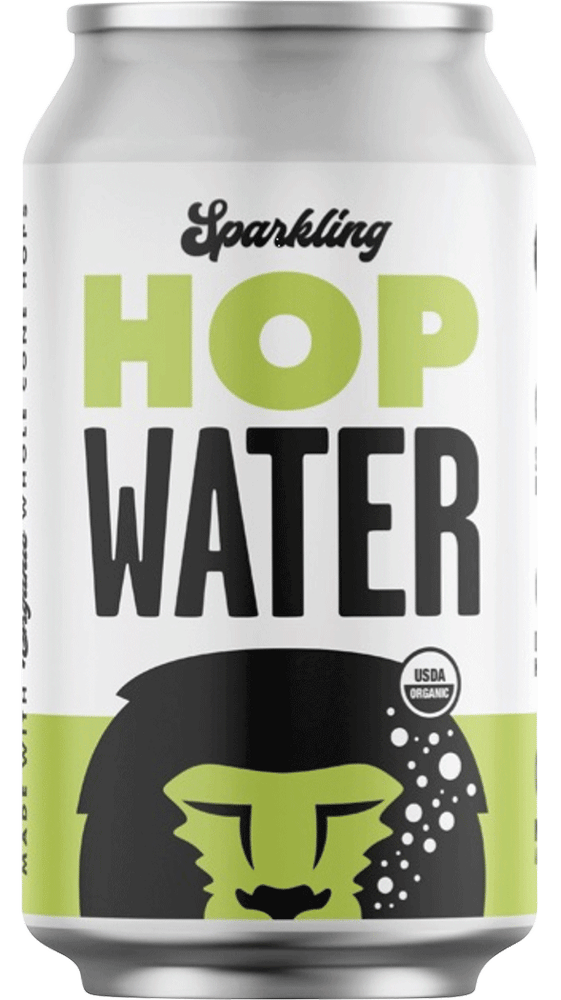 Sparkling
HOP
WATER
USDA
ORGANIC
MADE WITH Organic WHOLE CONE HOPS